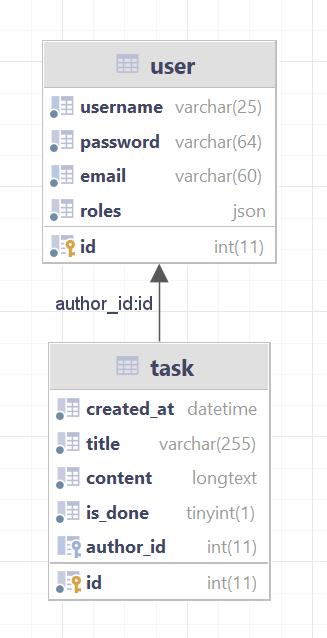 user
username varchar(25)
password varchar(64)
email varchar(60)
roles json
id int(11)
author_id:id
task
created_at datetime
title varchar(255)
content longtext
is_done tinyint(1)
author_id int(11)
id int(11)